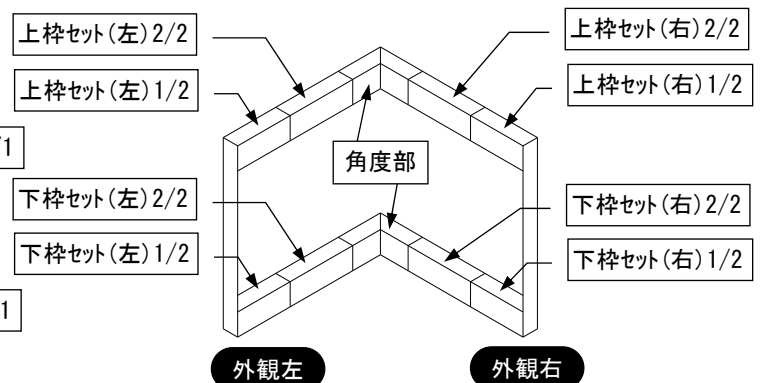 上枠セット(左)2/2
上枠セット(右)2/2
上枠セット(左)1/2
上枠セット(右)1/2
/1
角度部
下枠セット(左)2/2
下枠セット(右)2/2
下枠セット(左)1/2
下枠セット(右)1/2
1
外観左
外観右